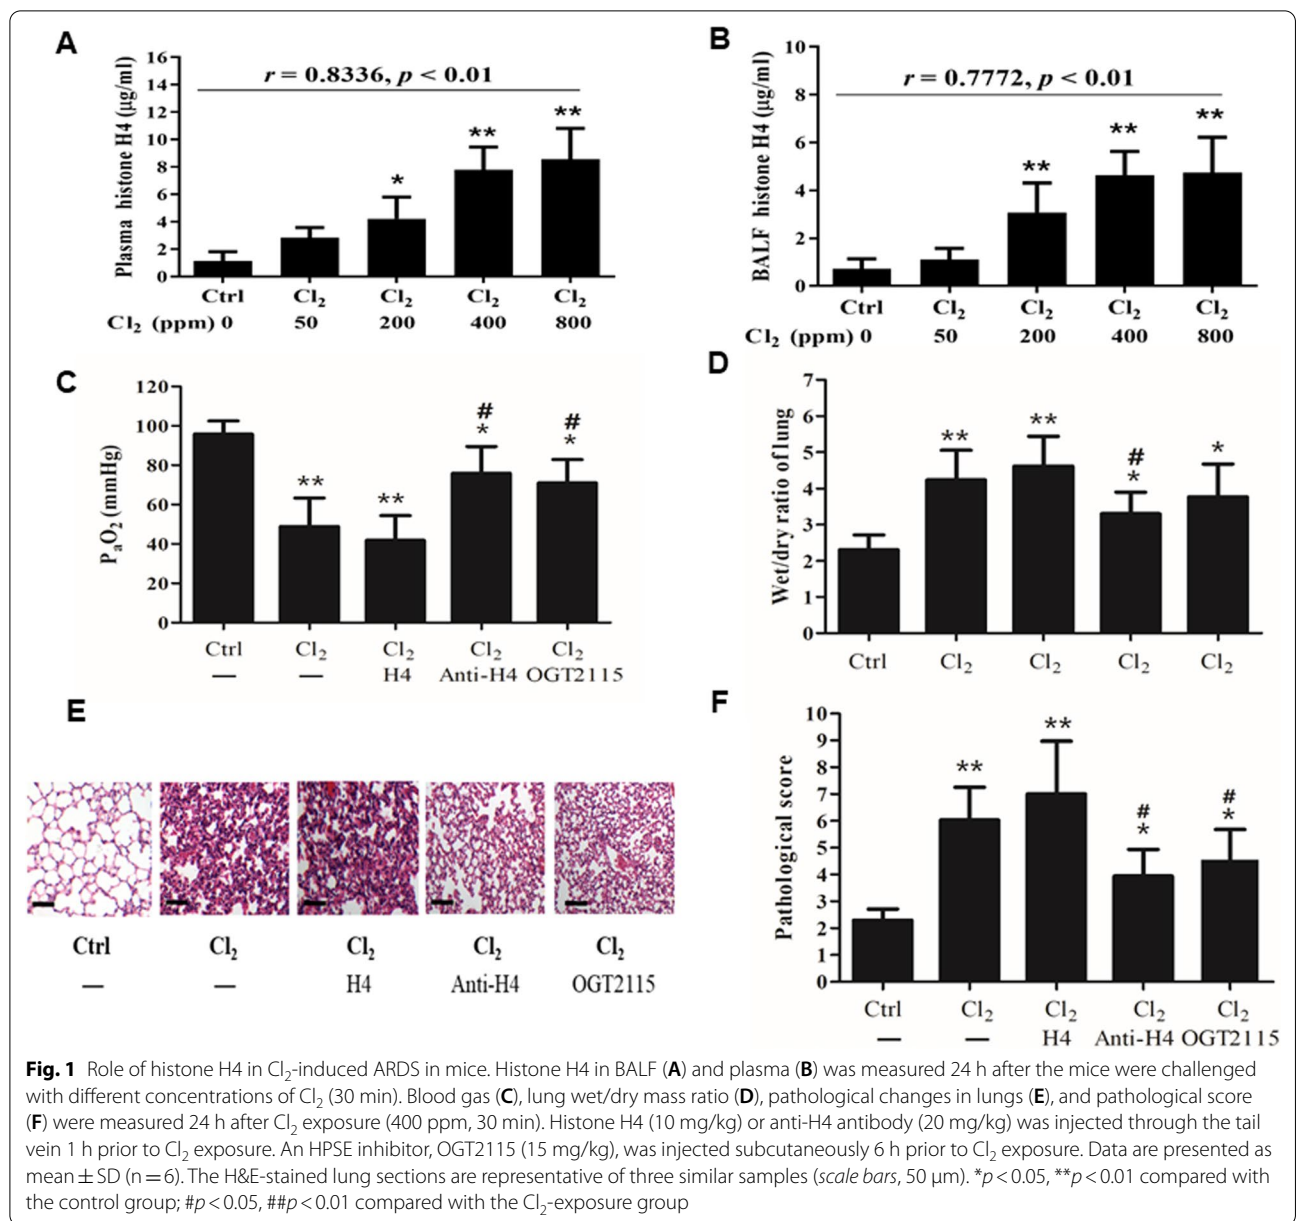 A
Plasma histone H4 (µg/ml)
16
14
12
10
8
6
4
2
0
r = 0.8336, p < 0.01
*
**
**
Ctrl Cl₂ Cl₂ Cl₂ Cl₂
Cl₂ (ppm) 0 50 200 400 800
B
BALF histone H4 (µg/ml)
10
8
6
4
2
0
r = 0.7772, p < 0.01
**
**
**
Ctrl Cl₂ Cl₂ Cl₂ Cl₂
Cl₂ (ppm) 0 50 200 400 800
C
PₐO₂ (mmHg)
120
100
80
60
40
20
0
**
**
#
*
#
*
Ctrl Cl₂ Cl₂ Cl₂ Cl₂
— — H4 Anti-H4 OGT2115
D
Wet/dry ratio of lung
7
6
5
4
3
2
1
0
**
**
#
*
*
Ctrl Cl₂ Cl₂ Cl₂ Cl₂
E
Ctrl Cl₂ Cl₂ Cl₂ Cl₂
— — H4 Anti-H4 OGT2115
F
Pathological score
10
9
8
7
6
5
4
3
2
1
0
**
**
#
*
#
*
Ctrl Cl₂ Cl₂ Cl₂ Cl₂
— — H4 Anti-H4 OGT2115
Fig. 1 Role of histone H4 in Cl₂-induced ARDS in mice. Histone H4 in BALF (A) and plasma (B) was measured 24 h after the mice were challenged
with different concentrations of Cl₂ (30 min). Blood gas (C), lung wet/dry mass ratio (D), pathological changes in lungs (E), and pathological score
(F) were measured 24 h after Cl₂ exposure (400 ppm, 30 min). Histone H4 (10 mg/kg) or anti-H4 antibody (20 mg/kg) was injected through the tail
vein 1 h prior to Cl₂ exposure. An HPSE inhibitor, OGT2115 (15 mg/kg), was injected subcutaneously 6 h prior to Cl₂ exposure. Data are presented as
mean ± SD (n = 6). The H&E-stained lung sections are representative of three similar samples (scale bars, 50 µm). *p < 0.05, **p < 0.01 compared with
the control group; #p < 0.05, ##p < 0.01 compared with the Cl₂-exposure group